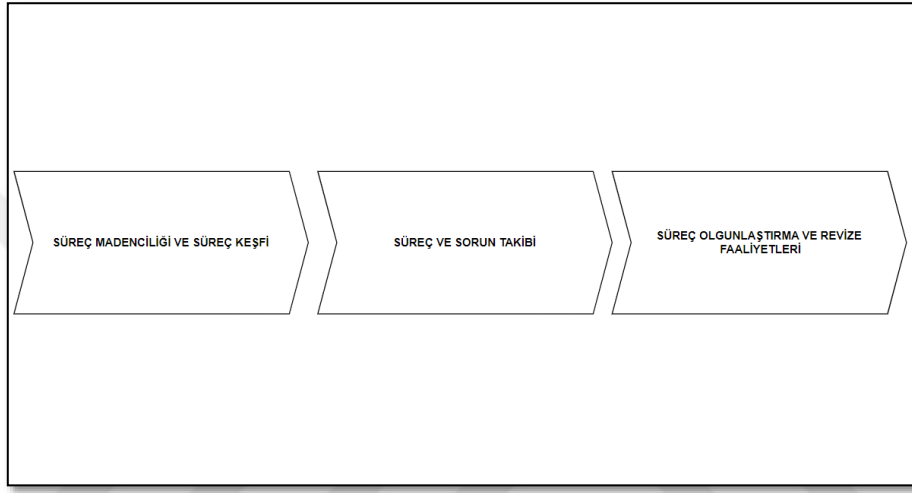 SÜREÇ MADENCİLİĞİ VE SÜREÇ KEŞFİ
SÜREÇ VE SORUN TAKİBİ
SÜREÇ OLGUNLAŞTIRMA VE REVİZE
FAALİYETLERİ